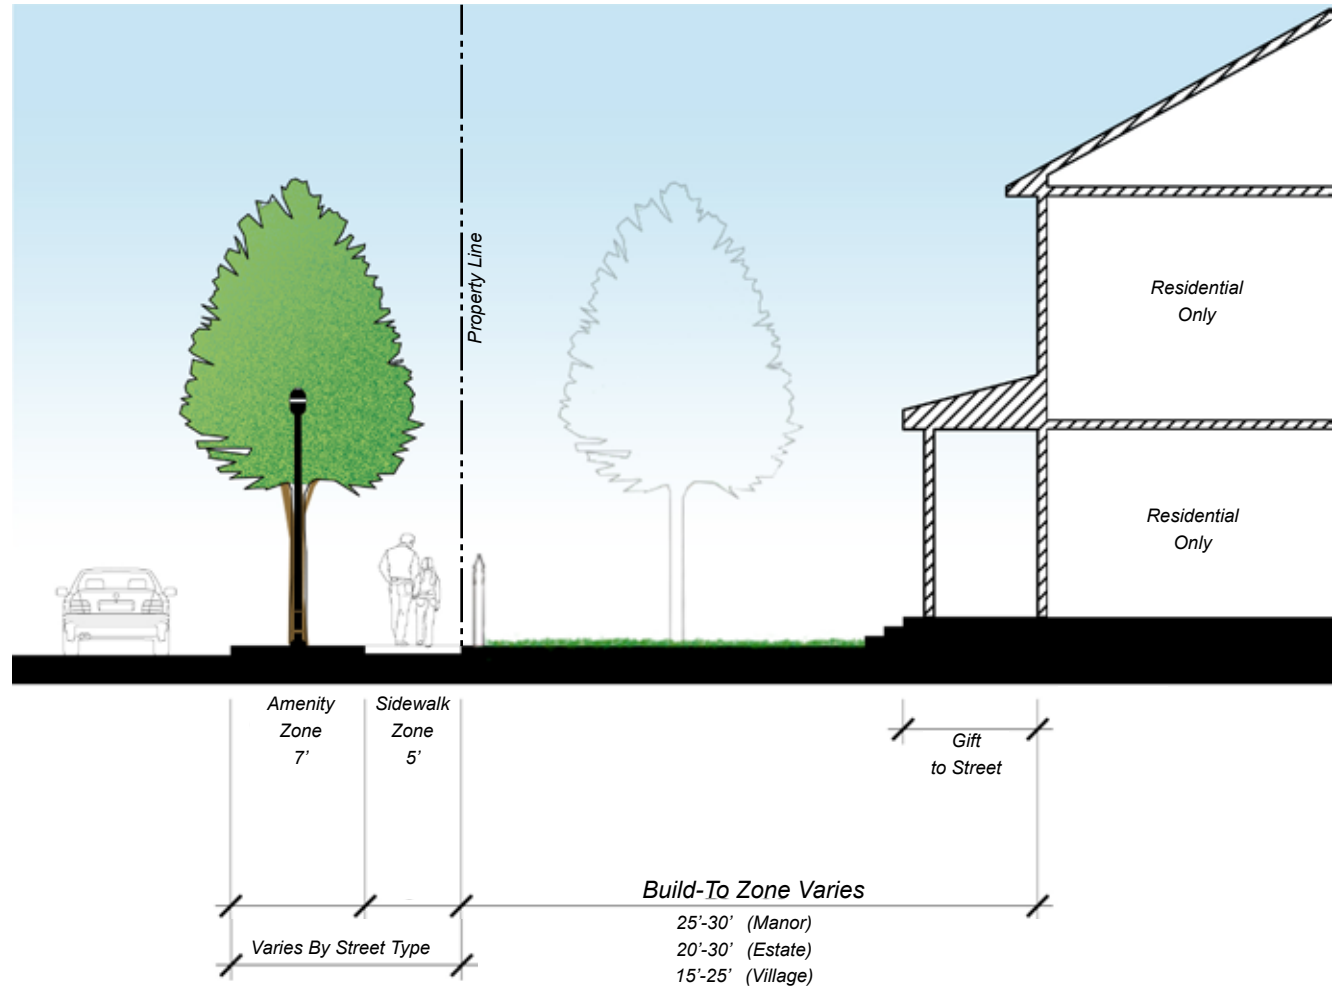 Property Line
Residential
Only
Residential
Only
Amenity
Zone
7'
Sidewalk
Zone
5'
Gift
to Street
Build-To Zone Varies
25'-30' (Manor)
20'-30' (Estate)
15'-25' (Village)
Varies By Street Type